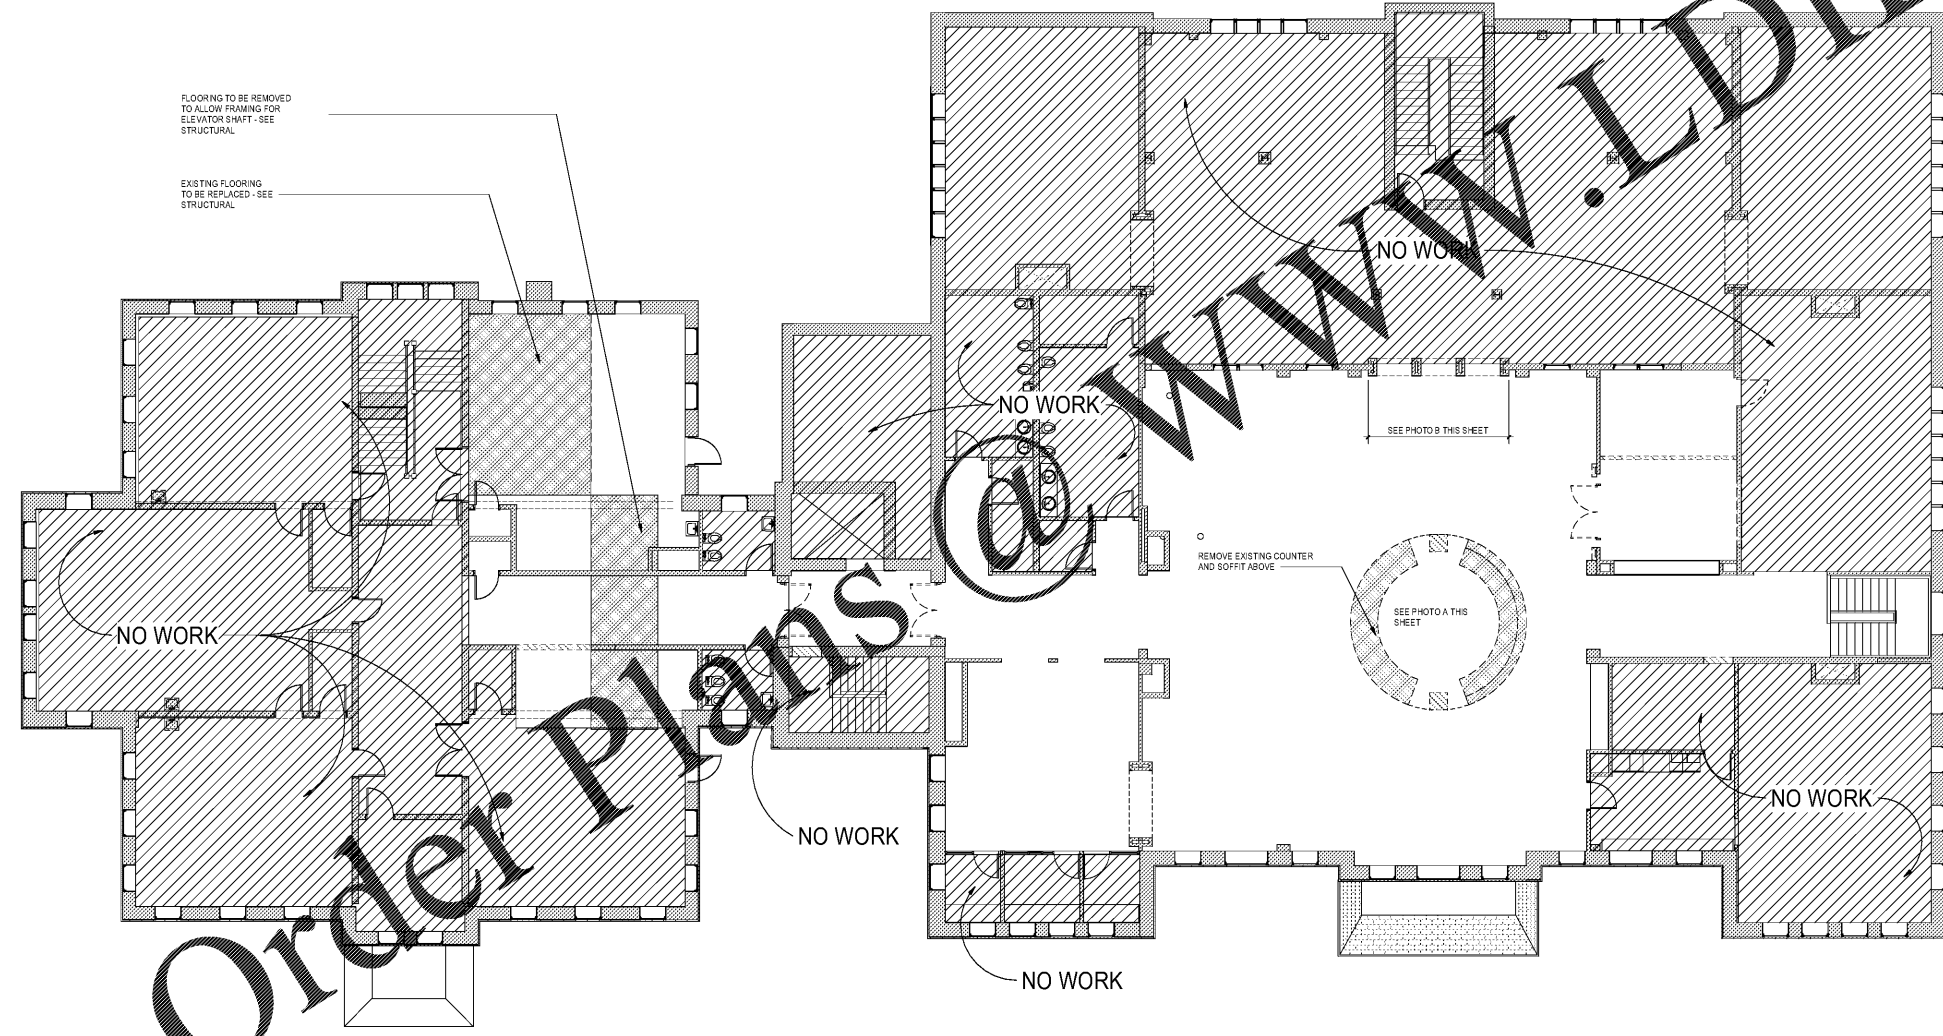 FLOORING TO BE REMOVED
TO ALLOW FRAMING FOR
ELEVATOR SHAFT - SEE
STRUCTURAL
EXISTING FLOORING
TO BE REPLACED - SEE
STRUCTURAL
NO WORK
NO WORK
SEE PHOTO B THIS SHEET
REMOVE EXISTING COUNTER
AND SOFFIT ABOVE
SEE PHOTO A THIS
SHEET
NO WORK
NO WORK
NO WORK
NO WORK
Order Plans @ www.LD